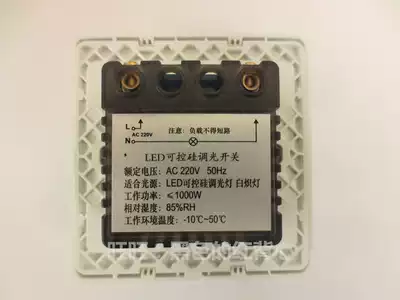 L
AC 220V
N
注意：负载不得短路
LED可控硅调光开关
额定电压：AC 220V 50Hz
适合光源：LED可控硅调光灯 白炽灯
工作功率：≤1000W
相对湿度：85%RH
工作环境温度：-10℃~50℃